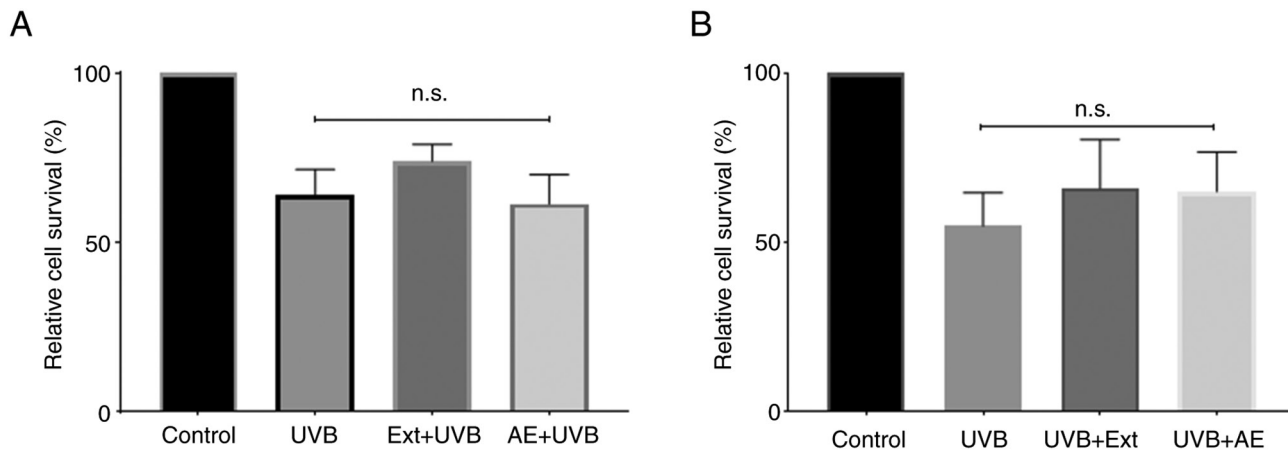 A
Relative cell survival (%)
100
50
0
n.s.
Control UVB Ext+UVB AE+UVB
B
Relative cell survival (%)
100
50
0
n.s.
Control UVB UVB+Ext UVB+AE